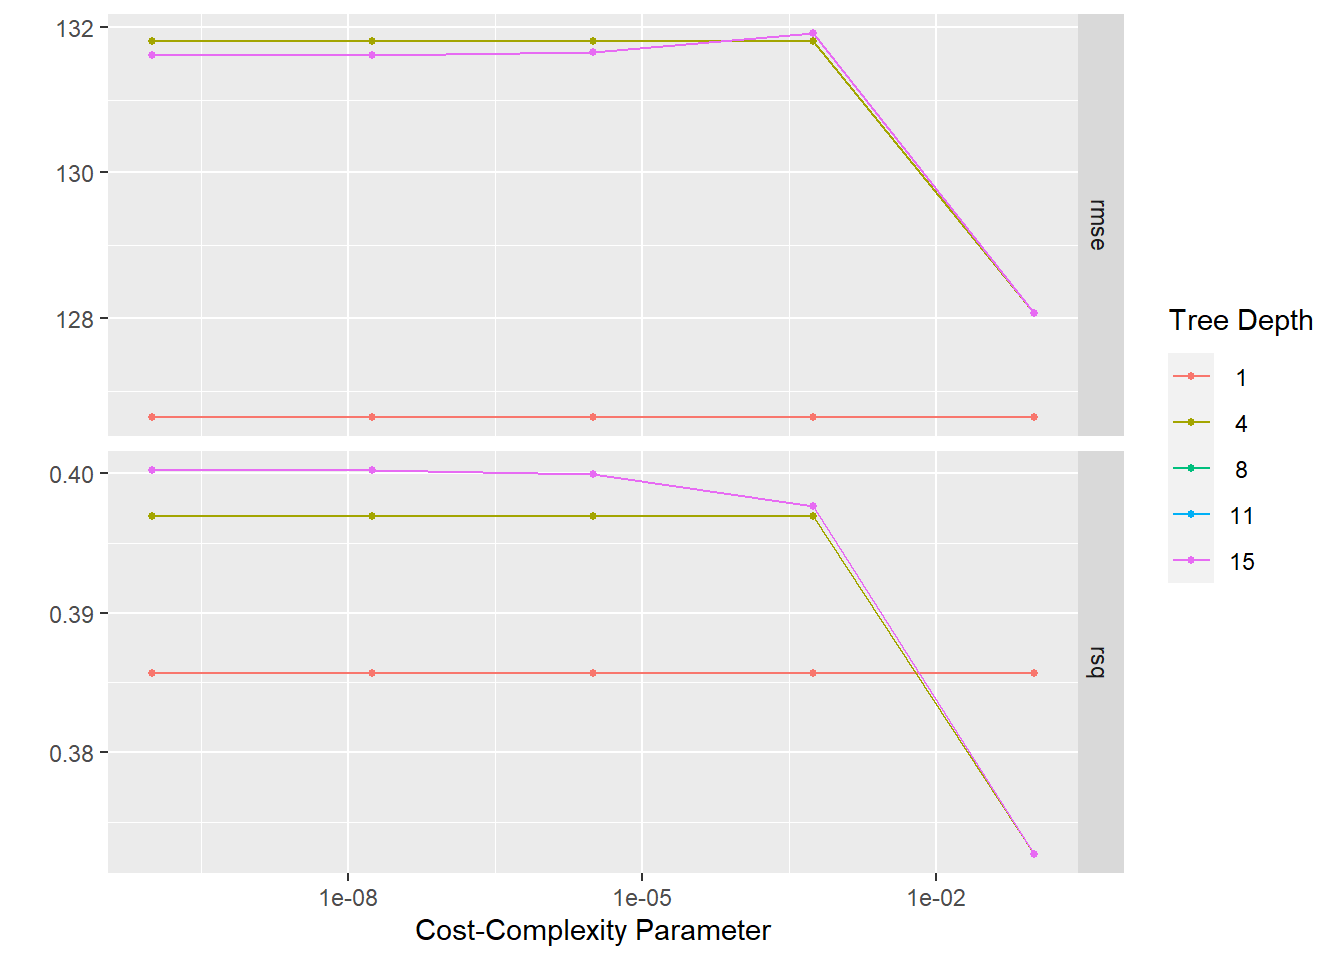 132
130
128
rmse
0.40
0.39
0.38
rsq
1e-08
1e-05
1e-02
Cost-Complexity Parameter
Tree Depth
1
4
8
11
15